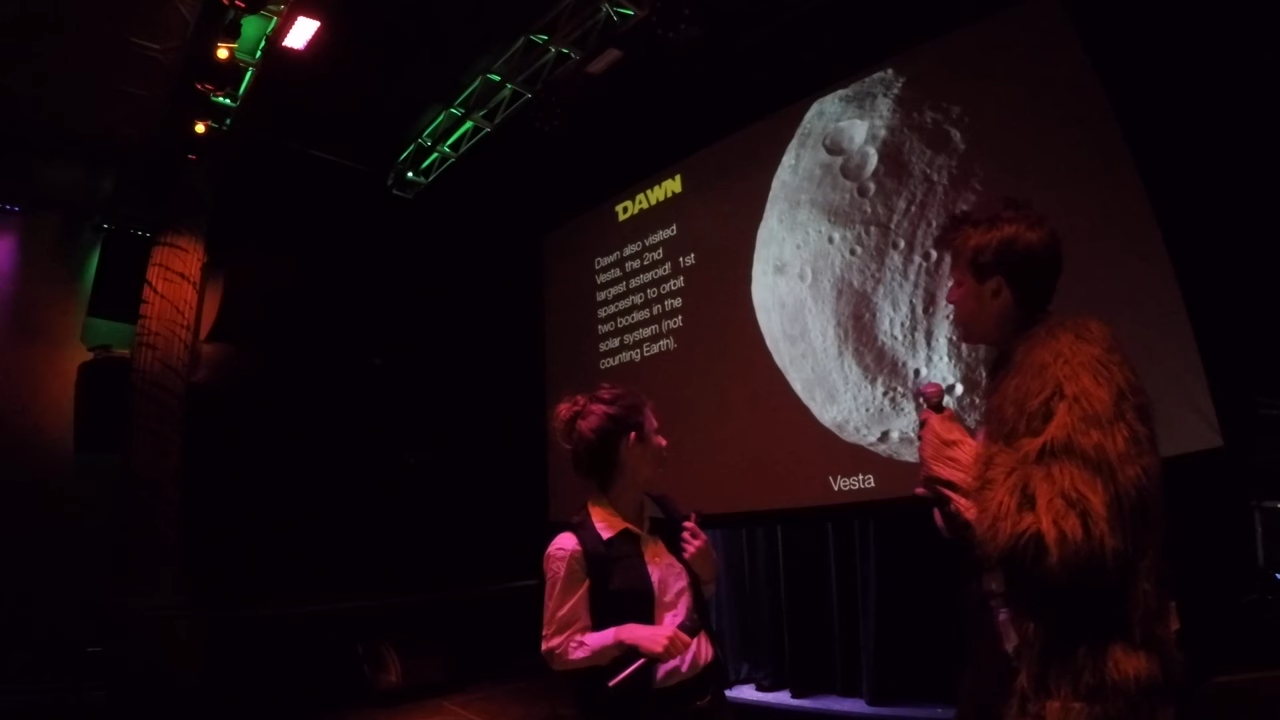 DAWN
Dawn also visited
Vesta, the 2nd
largest asteroid!  1st
spaceship to orbit
two bodies in the
solar system (not
counting Earth).
Vesta